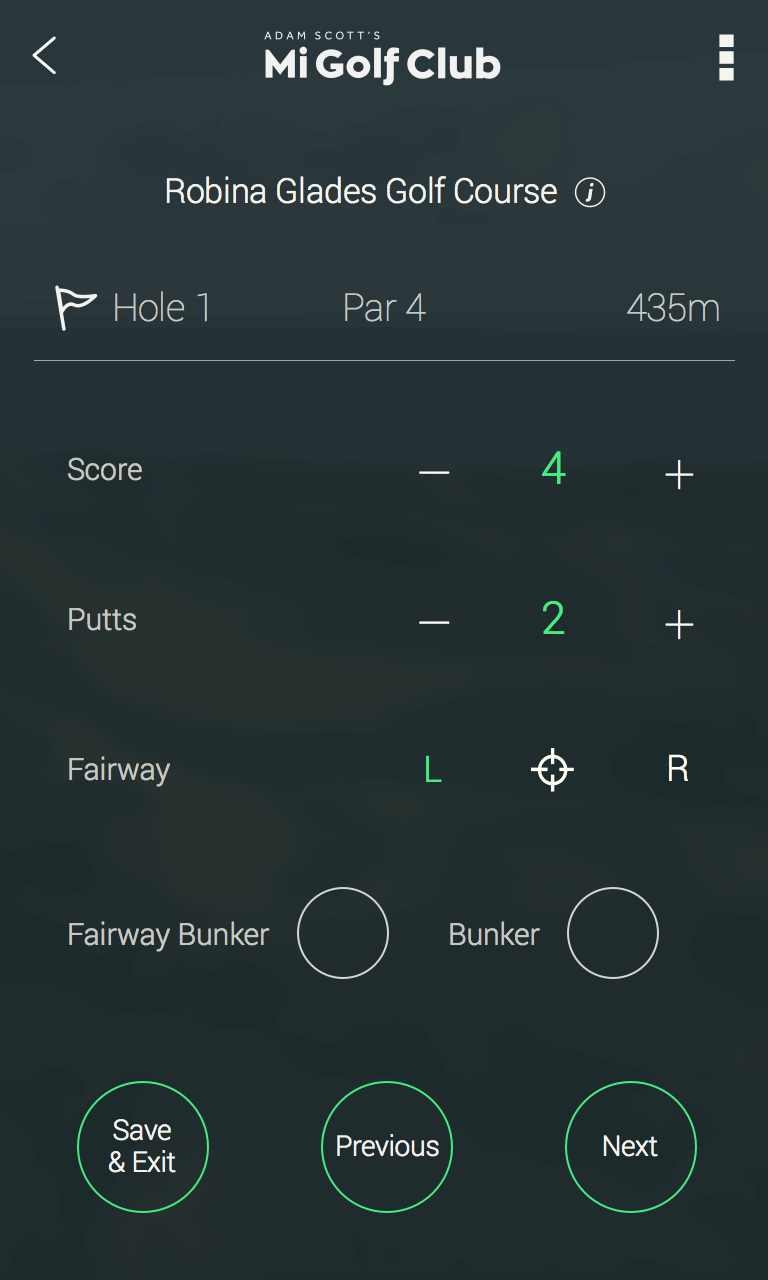 ADAM SCOTT'S
Mi Golf Club
Robina Glades Golf Course i
Hole 1 Par 4 435m
Score — 4 +
Putts — 2 +
Fairway L R
Fairway Bunker Bunker
Save
& Exit
Previous
Next